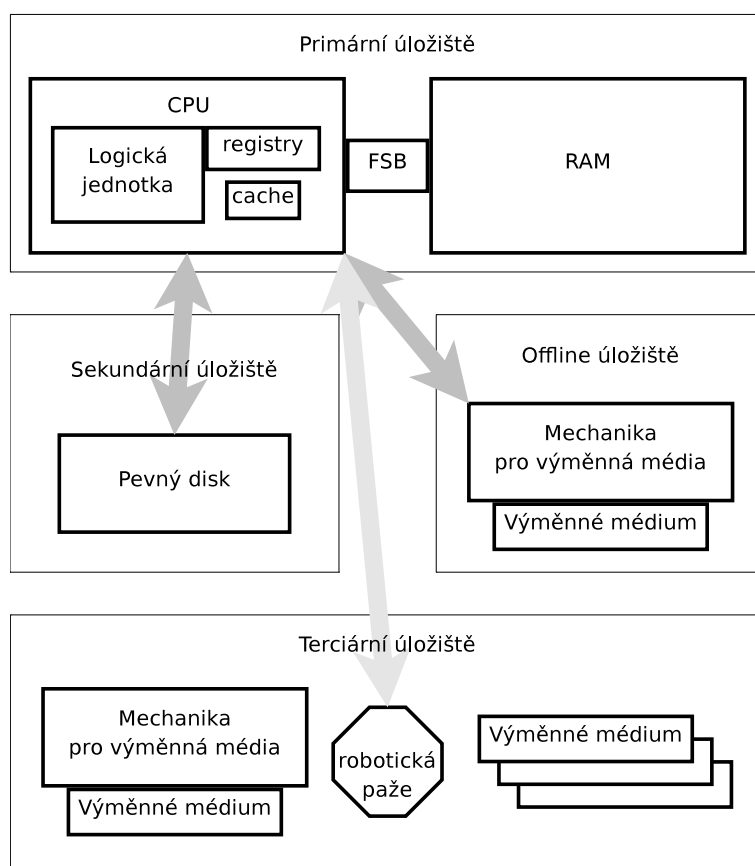 Primární úložiště
CPU
Logická
jednotka
registry
cache
FSB
RAM
Sekundární úložiště
Pevný disk
Offline úložiště
Mechanika
pro výměnná média
Výměnné médium
Terciární úložiště
Mechanika
pro výměnná média
Výměnné médium
robotická
paže
Výměnné médium